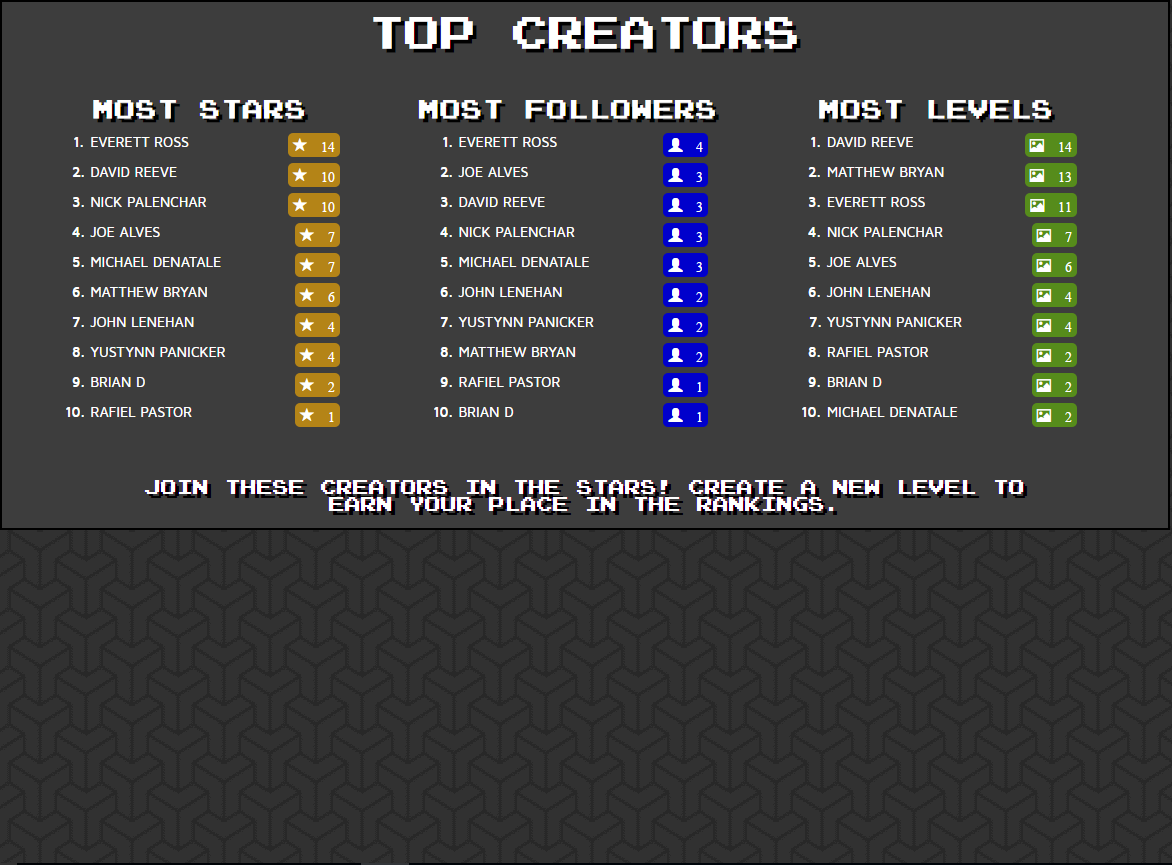 TOP CREATORS
MOST STARS
1. EVERETT ROSS 14
2. DAVID REEVE 10
3. NICK PALENCHAR 10
4. JOE ALVES 7
5. MICHAEL DENATALE 7
6. MATTHEW BRYAN 6
7. JOHN LENEHAN 4
8. YUSTYNN PANICKER 4
9. BRIAN D 2
10. RAFIEL PASTOR 1
MOST FOLLOWERS
1. EVERETT ROSS 4
2. JOE ALVES 3
3. DAVID REEVE 3
4. NICK PALENCHAR 3
5. MICHAEL DENATALE 3
6. JOHN LENEHAN 2
7. YUSTYNN PANICKER 2
8. MATTHEW BRYAN 2
9. RAFIEL PASTOR 1
10. BRIAN D 1
MOST LEVELS
1. DAVID REEVE 14
2. MATTHEW BRYAN 13
3. EVERETT ROSS 11
4. NICK PALENCHAR 7
5. JOE ALVES 6
6. JOHN LENEHAN 4
7. YUSTYNN PANICKER 4
8. RAFIEL PASTOR 2
9. BRIAN D 2
10. MICHAEL DENATALE 2
JOIN THESE CREATORS IN THE STARS! CREATE A NEW LEVEL TO
EARN YOUR PLACE IN THE RANKINGS.